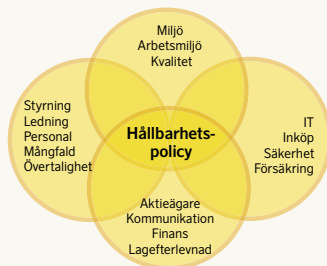 Miljö
Arbetsmiljö
Kvalitet
Styrning
Ledning
Personal
Mångfald
Övertalighet
Hållbarhets-
policy
IT
Inköp
Säkerhet
Försäkring
Aktieägare
Kommunikation
Finans
Lagefterlevnad